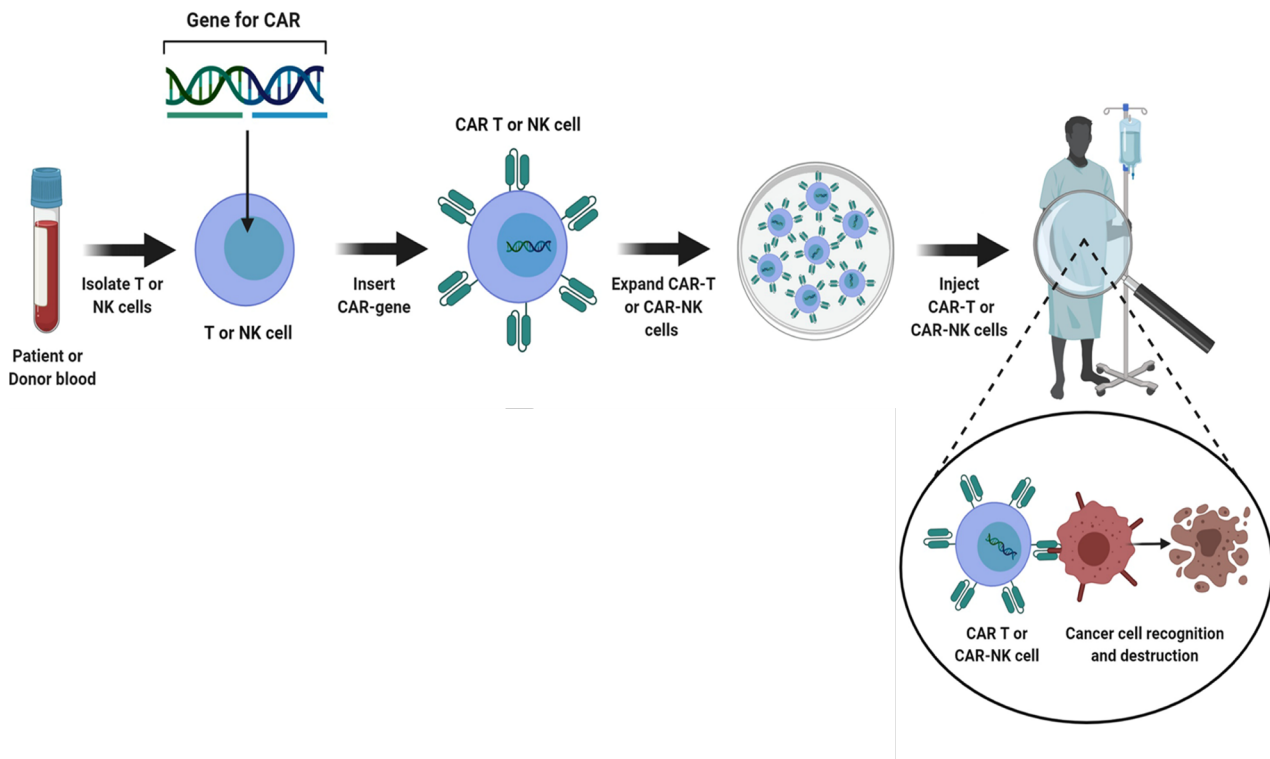 Gene for CAR
CAR T or NK cell
Isolate T or
NK cells
Insert
CAR-gene
Expand CAR-T
or CAR-NK
cells
Inject
CAR-T or
CAR-NK cells
T or NK cell
Patient or
Donor blood
CAR T or
CAR-NK cell
Cancer cell recognition
and destruction